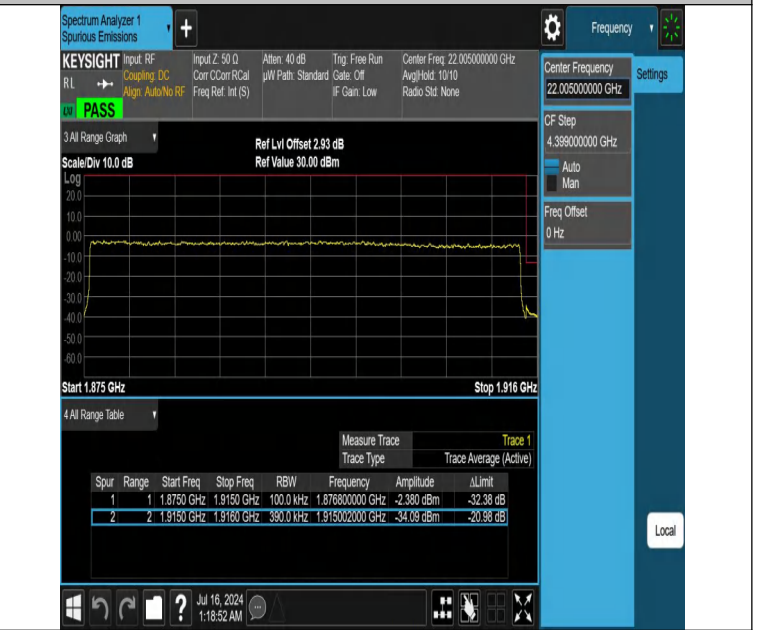 Spectrum Analyzer 1
Spurious Emissions
+
Frequency
KEYSIGHT
RL
PASS
Input: RF
Coupling: DC
Align: Auto/No RF
Input Z: 50 Ω
Corr CCorr RCal
Freq Ref: Int (S)
Atten: 40 dB
µW Path: Standard
Trig: Free Run
Gate: Off
IF Gain: Low
Center Freq: 22.005000000 GHz
Avg|Hold: 10/10
Radio Std: None
Center Frequency
22.005000000 GHz
Settings
CF Step
4.399000000 GHz
Auto
Man
Freq Offset
0 Hz
3 All Range Graph
Scale/Div 10.0 dB
Ref Lvl Offset 2.93 dB
Ref Value 30.00 dBm
Log
20.0
10.0
0.00
-10.0
-20.0
-30.0
-40.0
-50.0
-60.0
Start 1.875 GHz
Stop 1.916 GHz
4 All Range Table
Measure Trace Trace 1
Trace Type Trace Average (Active)
Spur Range Start Freq Stop Freq RBW Frequency Amplitude ΔLimit
1 1 1.8750 GHz 1.9150 GHz 100.0 kHz 1.876800000 GHz -2.380 dBm -32.38 dB
2 2 1.9150 GHz 1.9160 GHz 390.0 kHz 1.915002000 GHz -34.09 dBm -20.98 dB
Local
?
Jul 16, 2024
1:18:52 AM